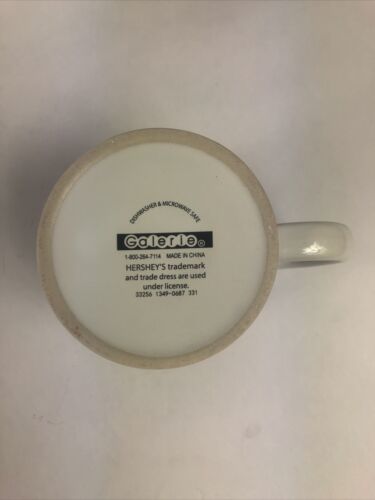 DISHWASHER & MICROWAVE SAFE
Galerie®
1-800-284-7114 MADE IN CHINA
HERSHEY'S trademark
and trade dress are used
under license.
33256 1349-0687 331